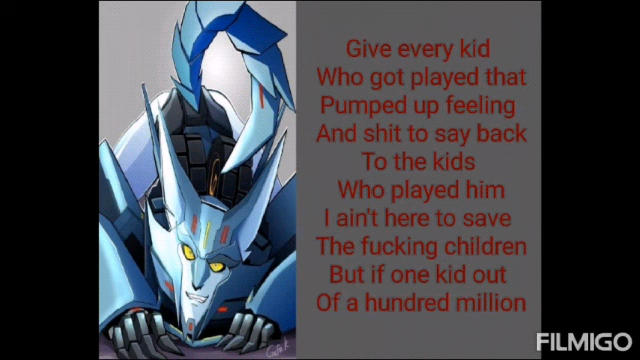 Give every kid
Who got played that
Pumped up feeling
And shit to say back
To the kids
Who played him
I ain't here to save
The fucking children
But if one kid out
Of a hundred million
FILMIGO